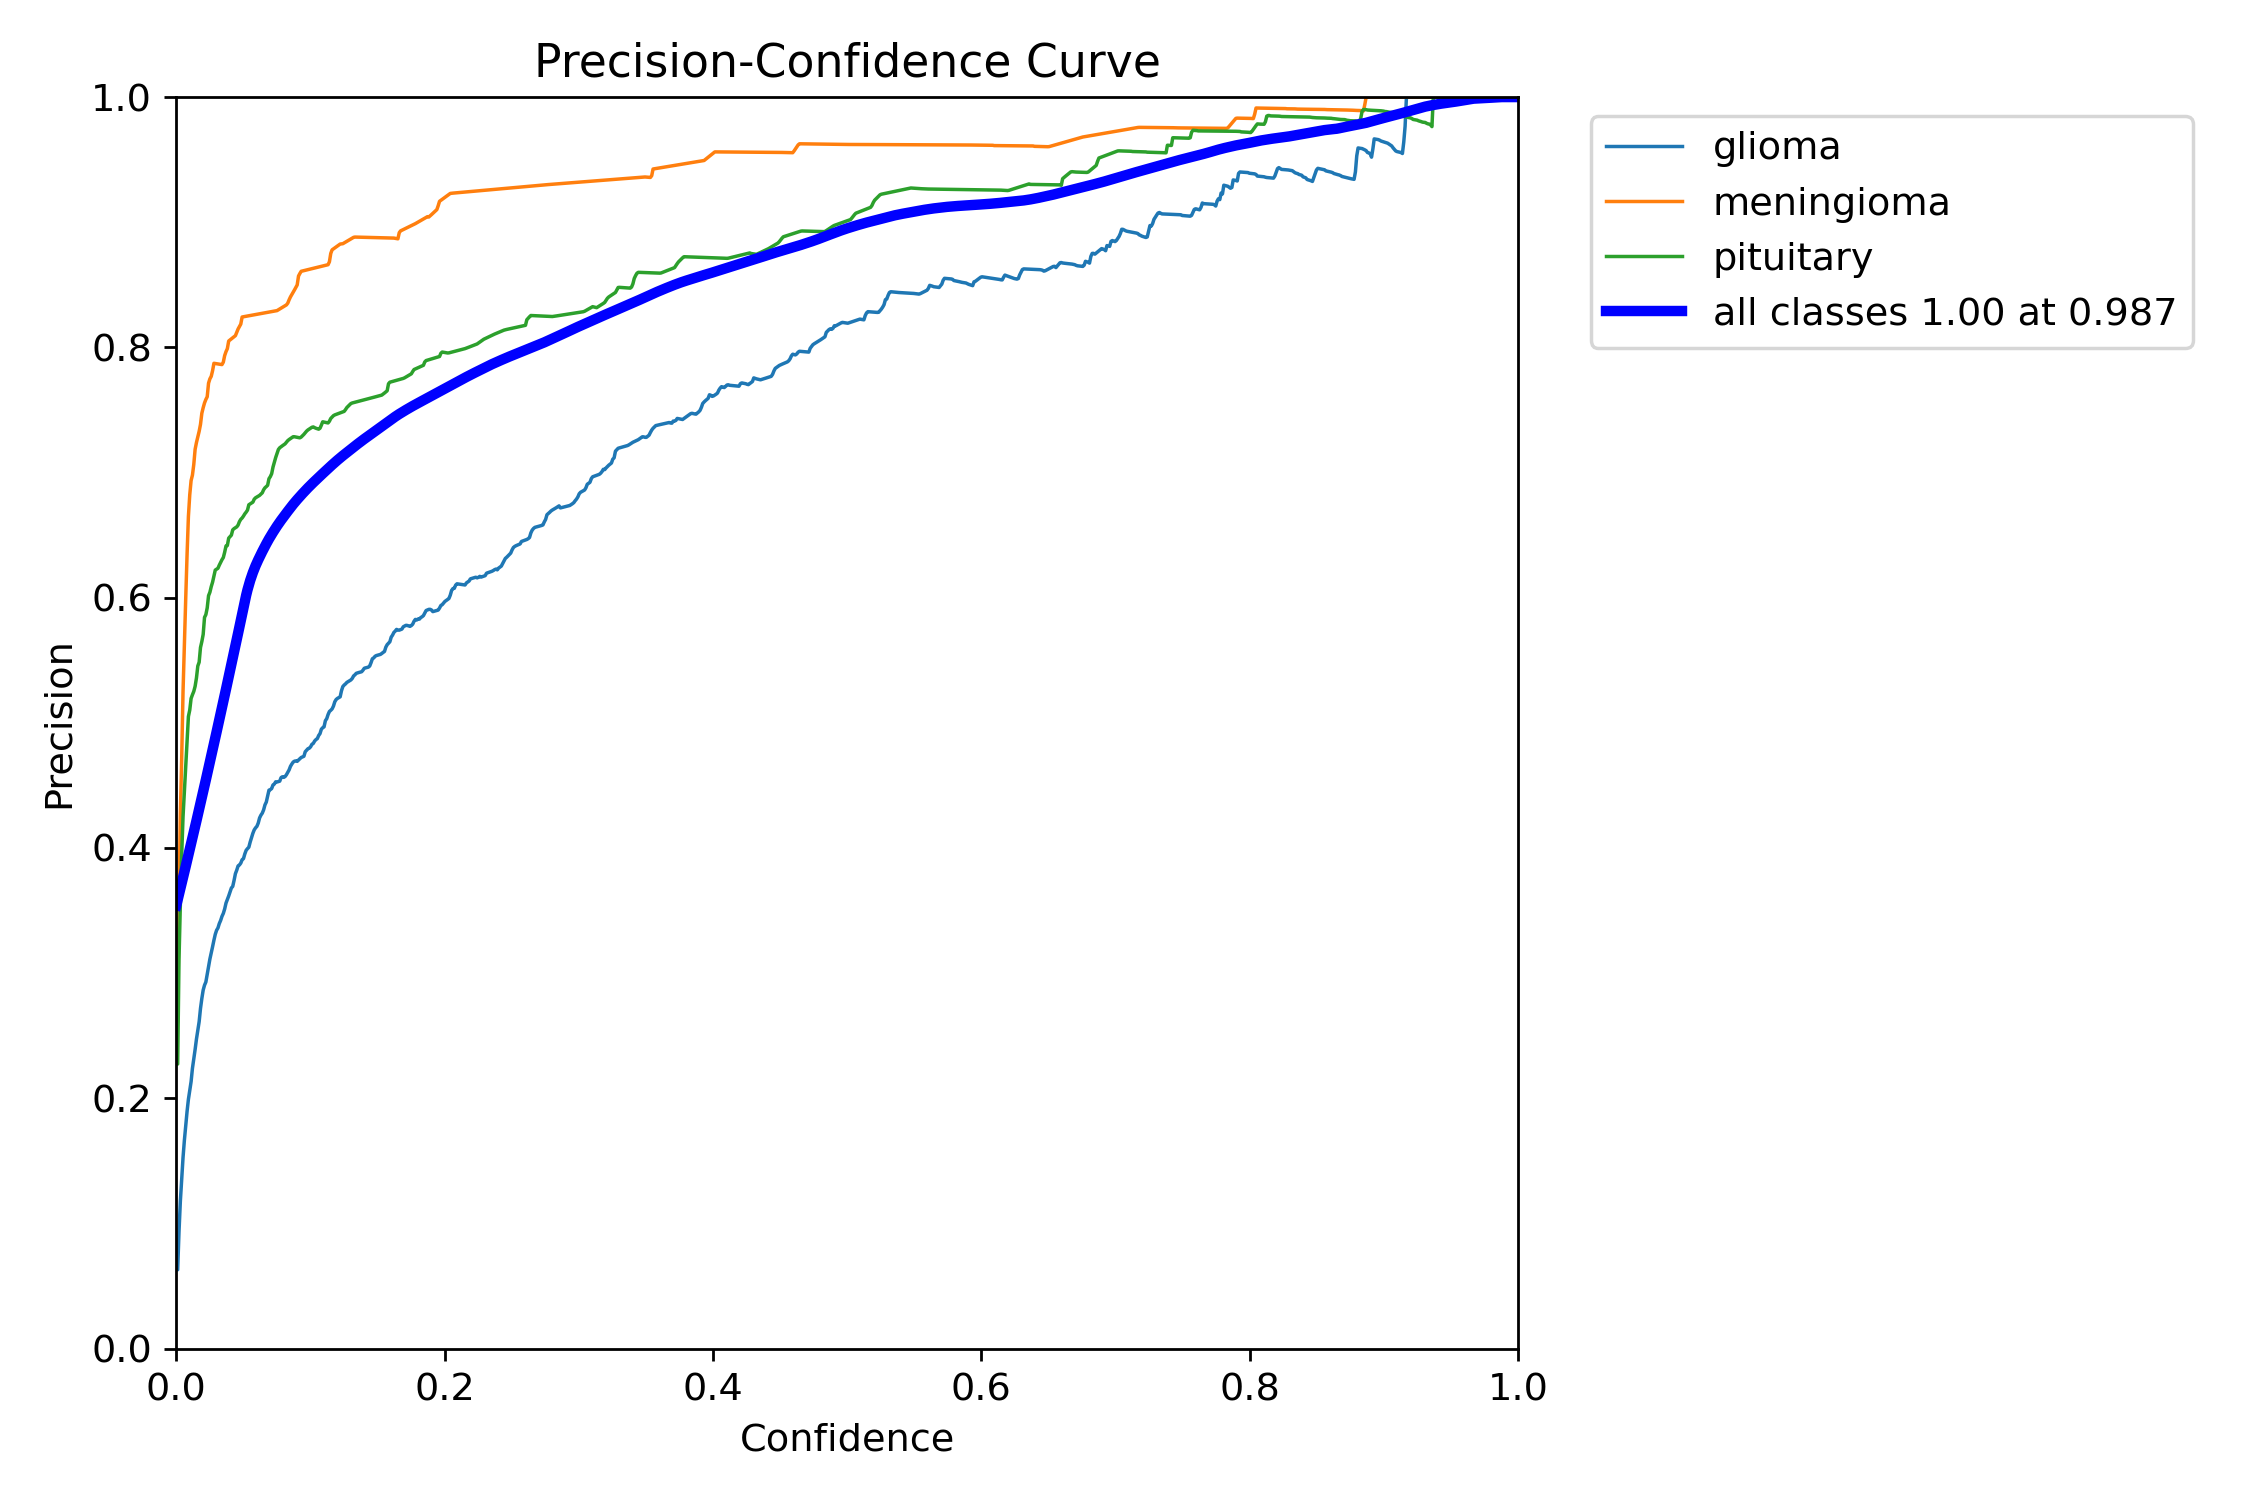 Precision-Confidence Curve
1.0
0.8
0.6
0.4
0.2
0.0
Precision
0.0 0.2 0.4 0.6 0.8 1.0
Confidence
glioma
meningioma
pituitary
all classes 1.00 at 0.987